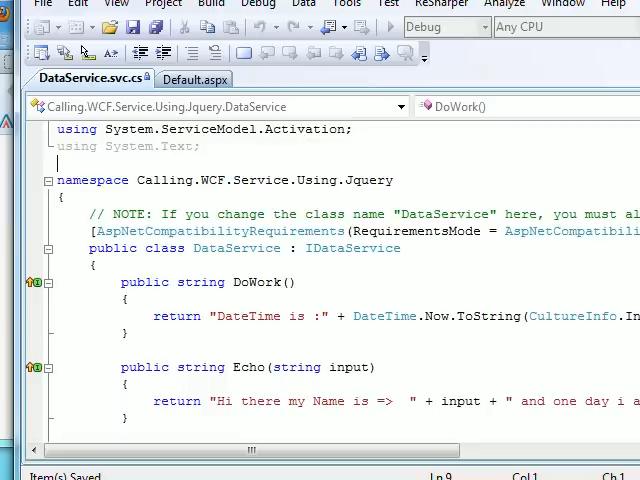 File Edit View Project Build Debug Data Tools Test ReSharper Analyze Window Help
Debug Any CPU
DataService.svc.cs Default.aspx
Calling.WCF.Service.Using.Jquery.DataService DoWork()
using System.ServiceModel.Activation;
using System.Text;
namespace Calling.WCF.Service.Using.Jquery
{
// NOTE: If you change the class name "DataService" here, you must al
[AspNetCompatibilityRequirements(RequirementsMode = AspNetCompatibili
public class DataService : IDataService
{
public string DoWork()
{
return "DateTime is :" + DateTime.Now.ToString(CultureInfo.In
}
public string Echo(string input)
{
return "Hi there my Name is => " + input + " and one day i a
}
Item(s) Saved Ln 9 Col 1 Ch 1